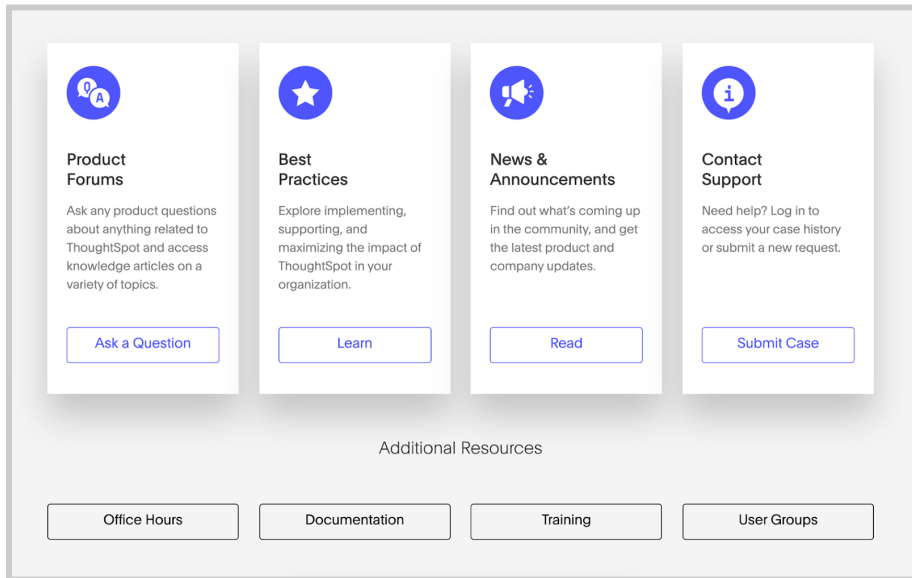 Q
A
i
Product
Forums
Ask any product questions
about anything related to
ThoughtSpot and access
knowledge articles on a
variety of topics.
Ask a Question
Best
Practices
Explore implementing,
supporting, and
maximizing the impact of
ThoughtSpot in your
organization.
Learn
News &
Announcements
Find out what's coming up
in the community, and get
the latest product and
company updates.
Read
Contact
Support
Need help? Log in to
access your case history
or submit a new request.
Submit Case
Additional Resources
Office Hours
Documentation
Training
User Groups